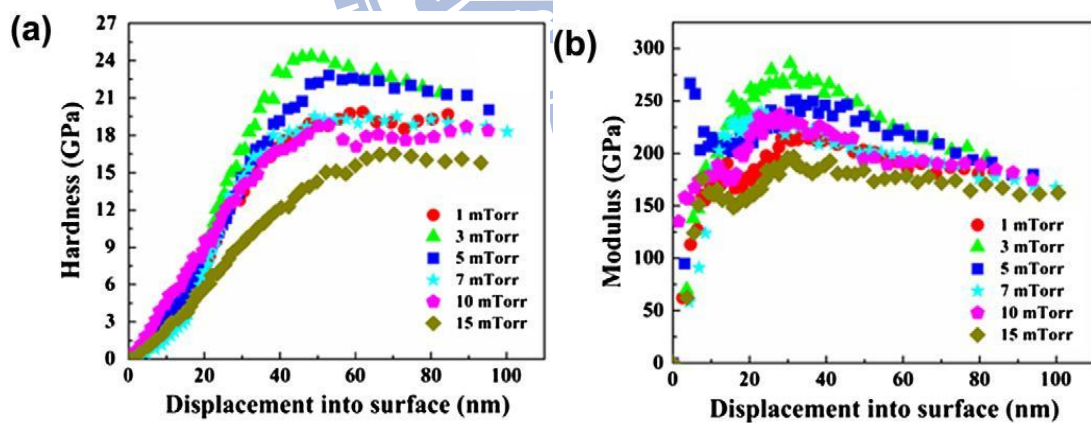 (a)
27
24
21
18
15
12
9
6
3
0
Hardness (GPa)
0 20 40 60 80 100
Displacement into surface (nm)
1 mTorr
3 mTorr
5 mTorr
7 mTorr
10 mTorr
15 mTorr
(b)
300
250
200
150
100
50
0
Modulus (GPa)
0 20 40 60 80 100
Displacement into surface (nm)
1 mTorr
3 mTorr
5 mTorr
7 mTorr
10 mTorr
15 mTorr